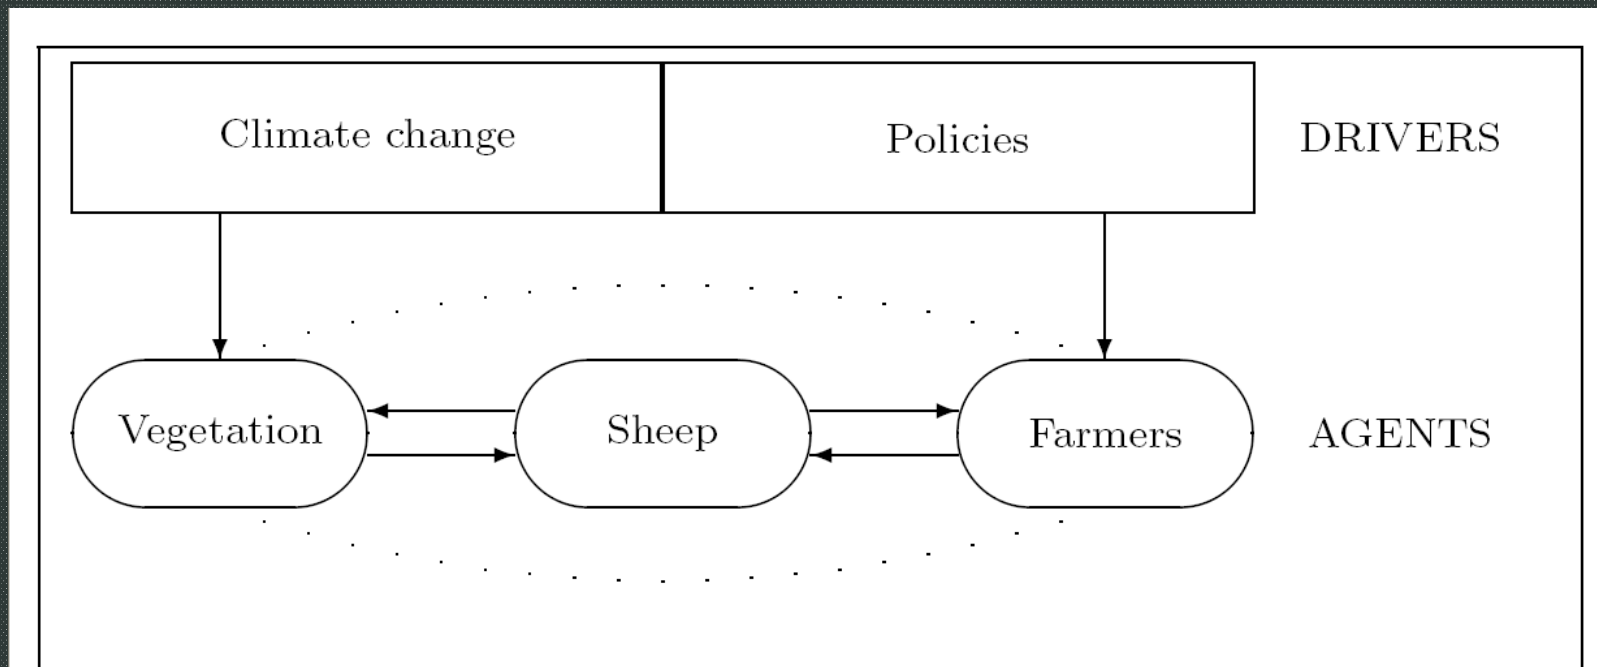 Climate change
Policies
DRIVERS
Vegetation
Sheep
Farmers
AGENTS